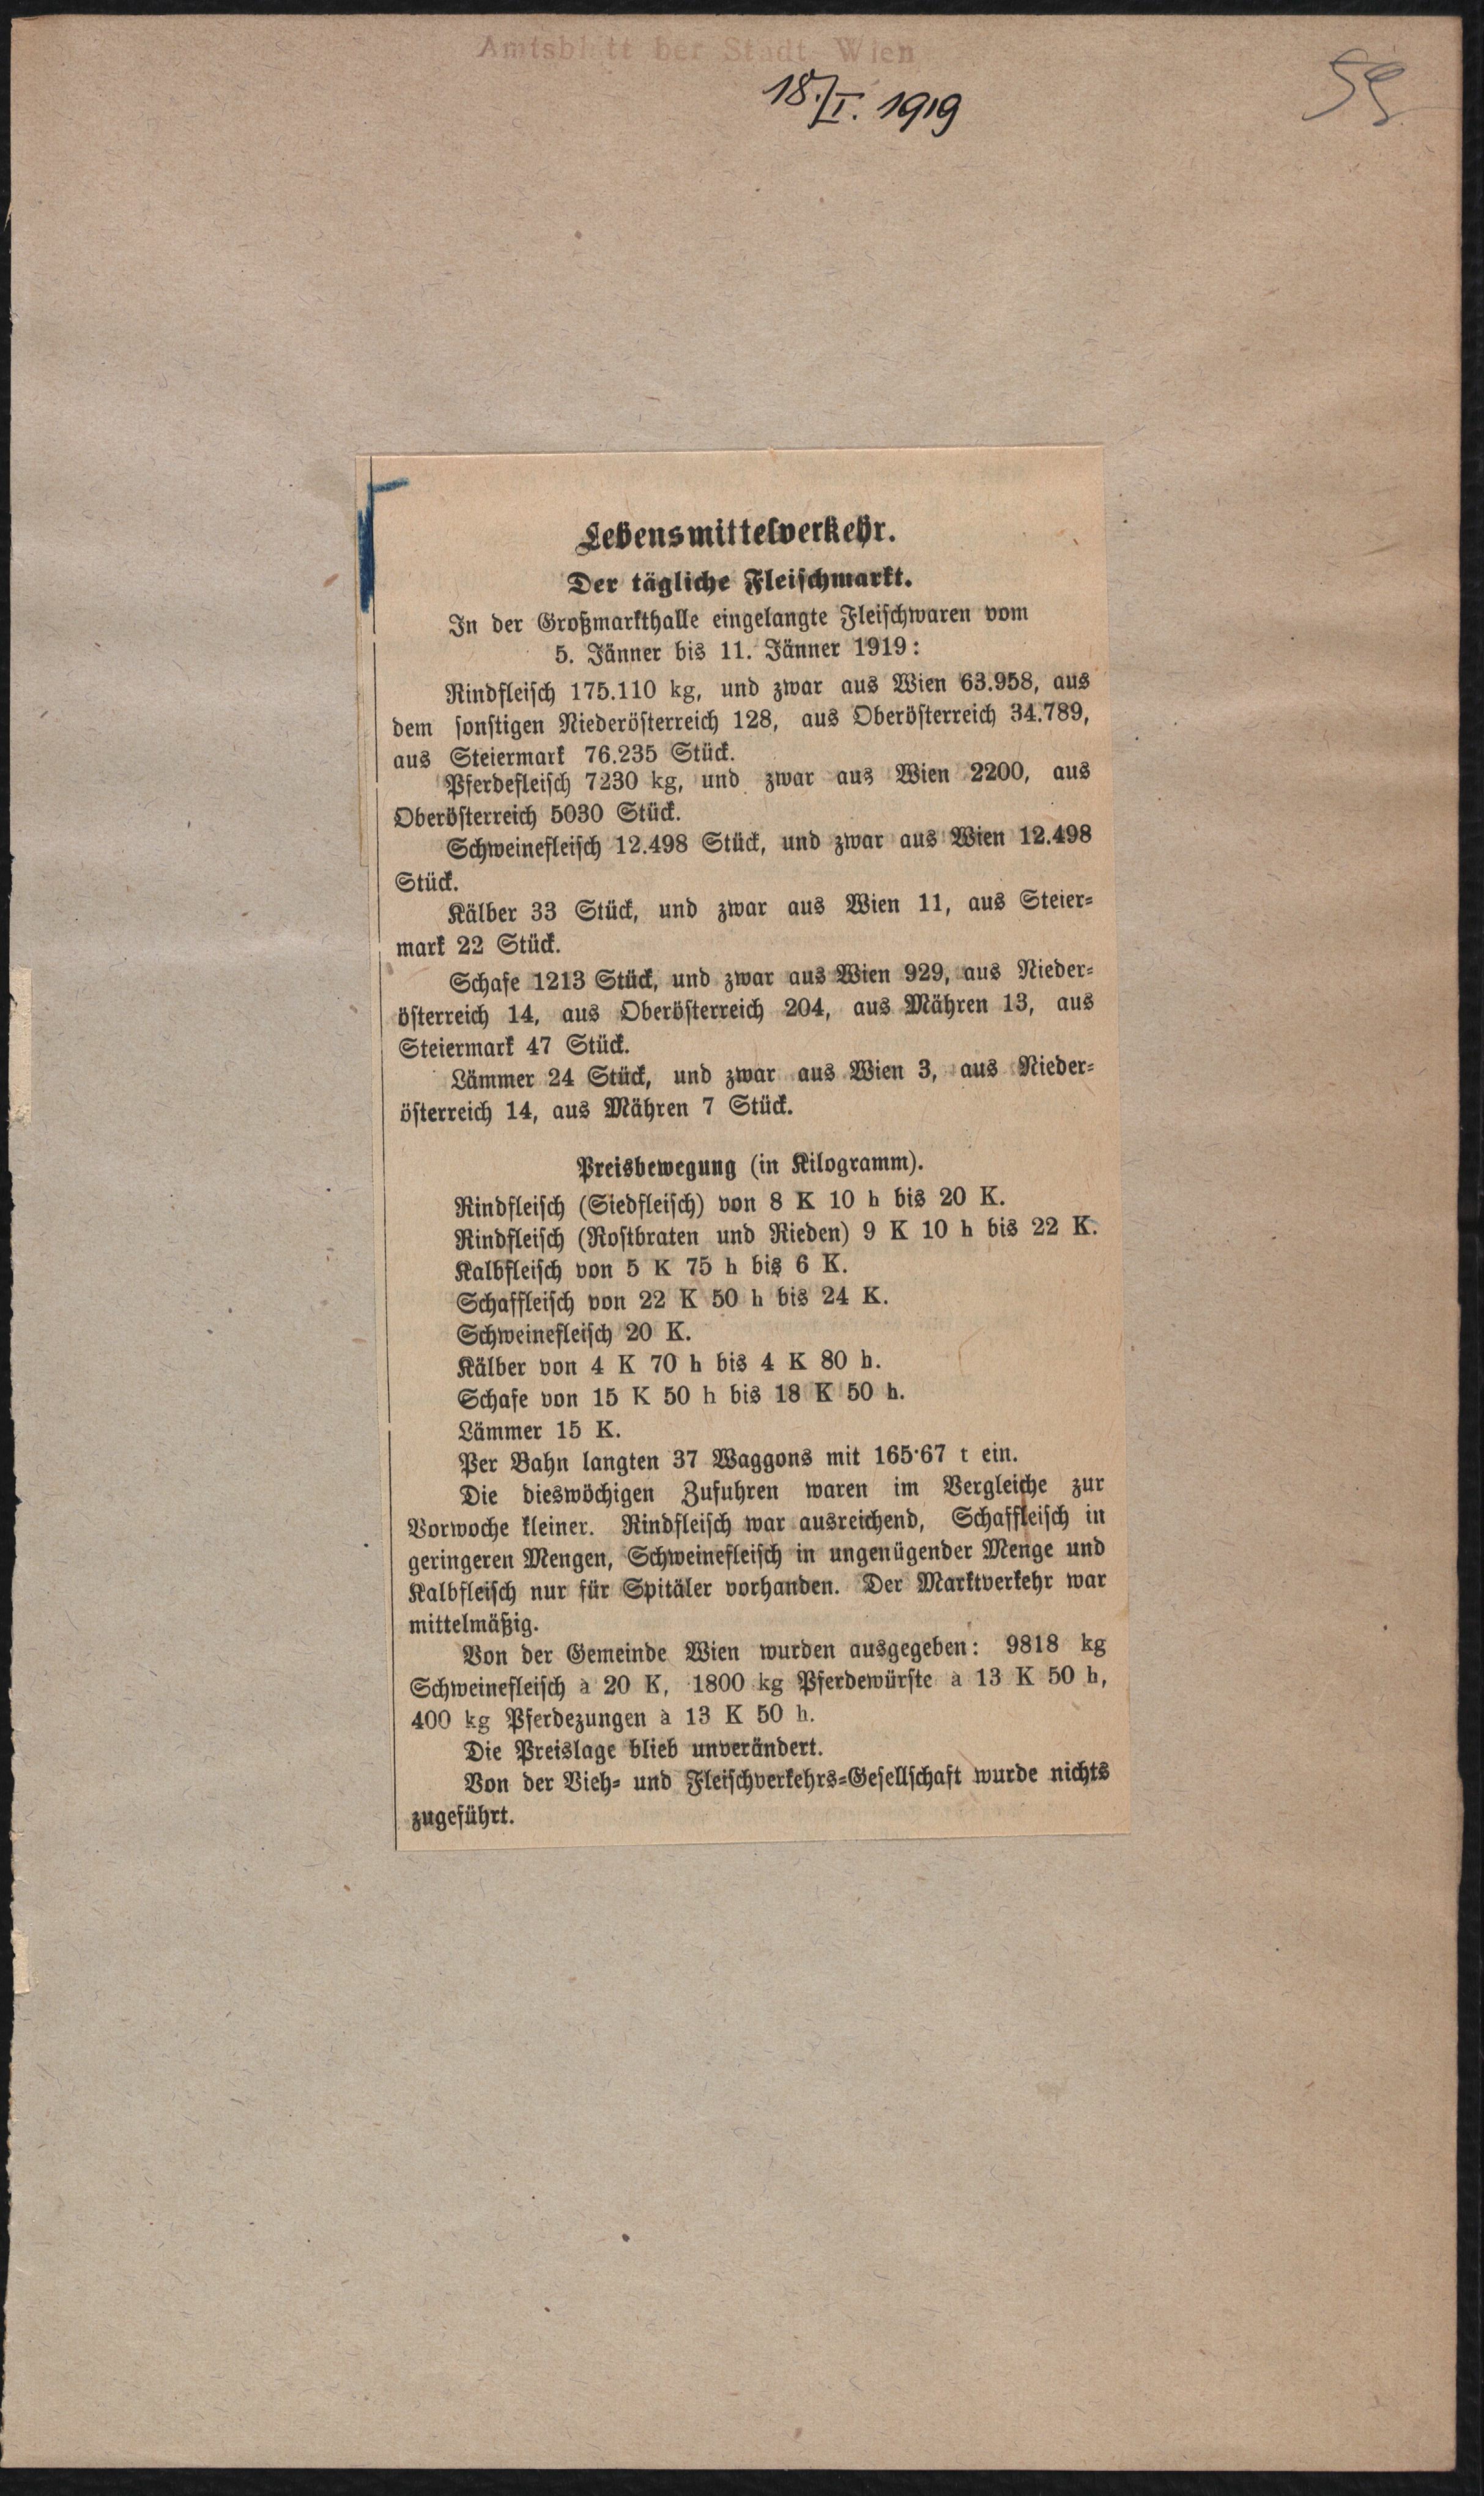 Amtsblatt der Stadt Wien
18./I. 1919
59
Lebensmittelverkehr.
Der tägliche Fleischmarkt.
In der Großmarkthalle eingelangte Fleischwaren vom
5. Jänner bis 11. Jänner 1919:
Rindfleisch 175.110 kg, und zwar aus Wien 63.958, aus
dem sonstigen Niederösterreich 128, aus Oberösterreich 34.789,
aus Steiermark 76.235 Stück.
Pferdefleisch 7230 kg, und zwar aus Wien 2200, aus
Oberösterreich 5030 Stück.
Schweinefleisch 12.498 Stück, und zwar aus Wien 12.498
Stück.
Kälber 33 Stück, und zwar aus Wien 11, aus Steier-
mark 22 Stück.
Schafe 1213 Stück, und zwar aus Wien 929, aus Nieder-
österreich 14, aus Oberösterreich 204, aus Mähren 13, aus
Steiermark 47 Stück.
Lämmer 24 Stück, und zwar aus Wien 3, aus Nieder-
österreich 14, aus Mähren 7 Stück.
Preisbewegung (in Kilogramm).
Rindfleisch (Siedfleisch) von 8 K 10 h bis 20 K.
Rindfleisch (Rostbraten und Rieden) 9 K 10 h bis 22 K.
Kalbfleisch von 5 K 75 h bis 6 K.
Schaffleisch von 22 K 50 h bis 24 K.
Schweinefleisch 20 K.
Kälber von 4 K 70 h bis 4 K 80 h.
Schafe von 15 K 50 h bis 18 K 50 h.
Lämmer 15 K.
Per Bahn langten 37 Waggons mit 165·67 t ein.
Die dieswöchigen Zufuhren waren im Vergleiche zur
Vorwoche kleiner. Rindfleisch war ausreichend, Schaffleisch in
geringeren Mengen, Schweinefleisch in ungenügender Menge und
Kalbfleisch nur für Spitäler vorhanden. Der Marktverkehr war
mittelmäßig.
Von der Gemeinde Wien wurden ausgegeben: 9818 kg
Schweinefleisch à 20 K, 1800 kg Pferdewürste à 13 K 50 h,
400 kg Pferdezungen à 13 K 50 h.
Die Preislage blieb unverändert.
Von der Vieh- und Fleischverkehrs-Gesellschaft wurde nichts
zugeführt.